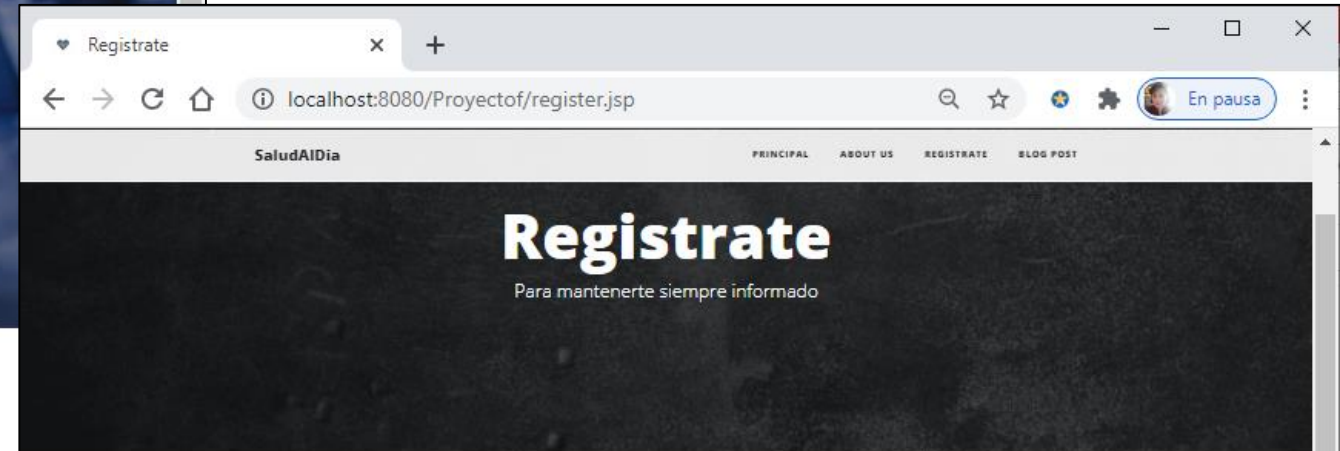 Registrate
localhost:8080/Proyectof/register.jsp
En pausa
SaludAlDia PRINCIPAL ABOUT US REGISTRATE BLOG POST
Registrate
Para mantenerte siempre informado